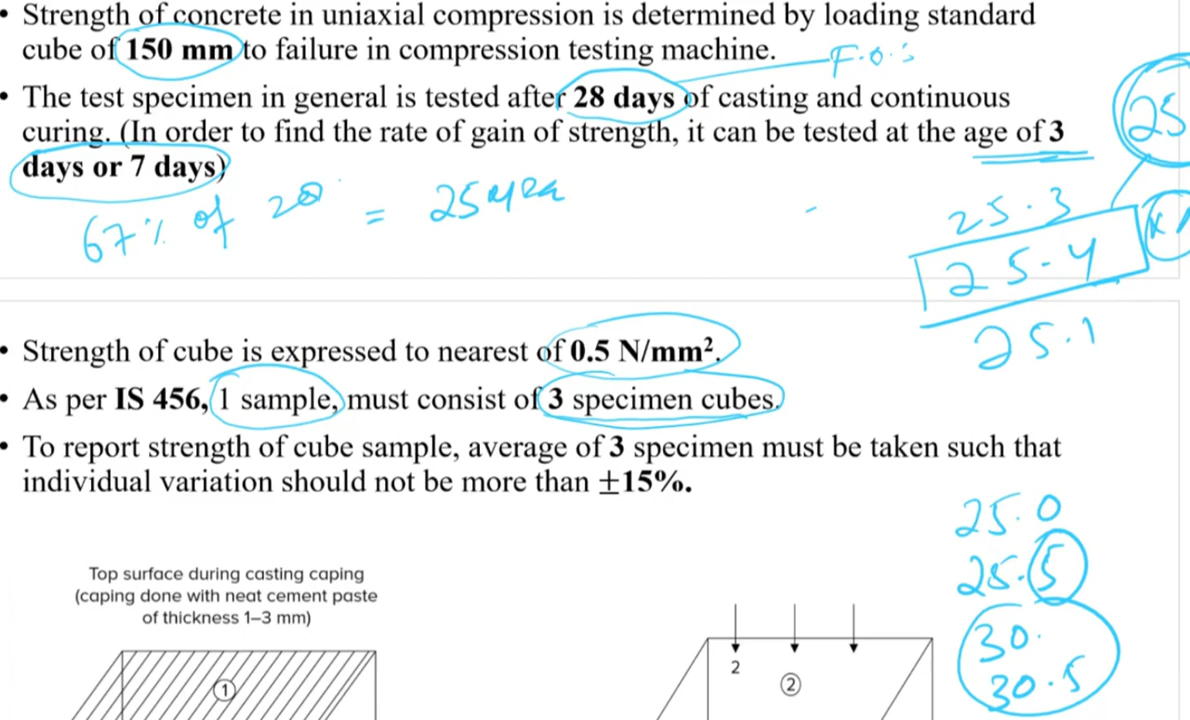 • Strength of concrete in uniaxial compression is determined by loading standard
cube of 150 mm to failure in compression testing machine.
F.O.S
• The test specimen in general is tested after 28 days of casting and continuous
25
curing. (In order to find the rate of gain of strength, it can be tested at the age of 3
days or 7 days)
67% of 28 = 25 MPa
25.3
25.4
25.1
• Strength of cube is expressed to nearest of 0.5 N/mm².
• As per IS 456, 1 sample, must consist of 3 specimen cubes.
• To report strength of cube sample, average of 3 specimen must be taken such that
individual variation should not be more than ±15%.
25.0
25.5
30.
30.5
Top surface during casting caping
(caping done with neat cement paste
of thickness 1–3 mm)
1
2
2